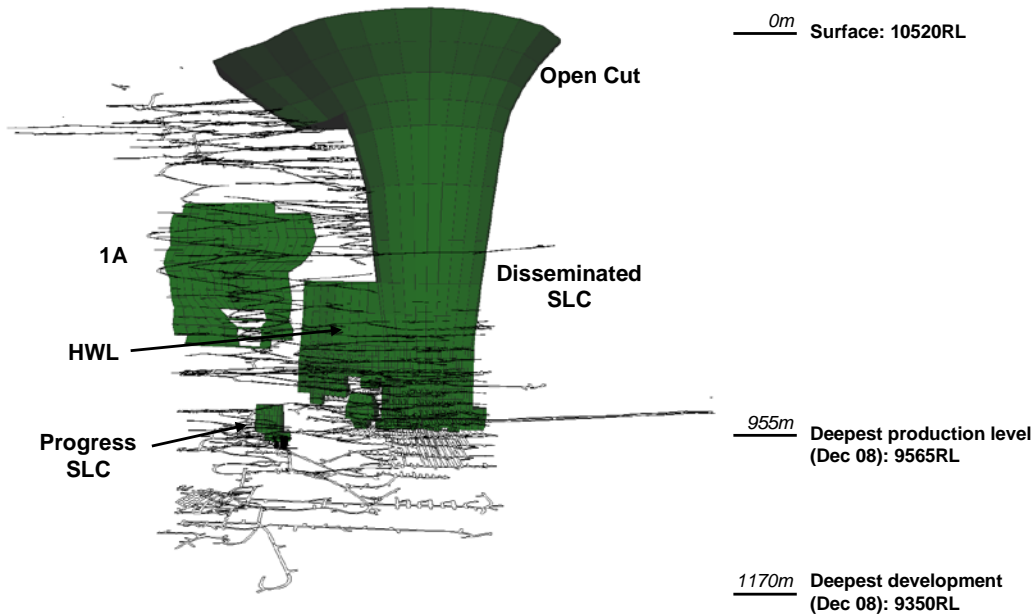 0m
Surface: 10520RL
Open Cut
1A
Disseminated
SLC
HWL
Progress
SLC
955m
Deepest production level
(Dec 08): 9565RL
1170m
Deepest development
(Dec 08): 9350RL